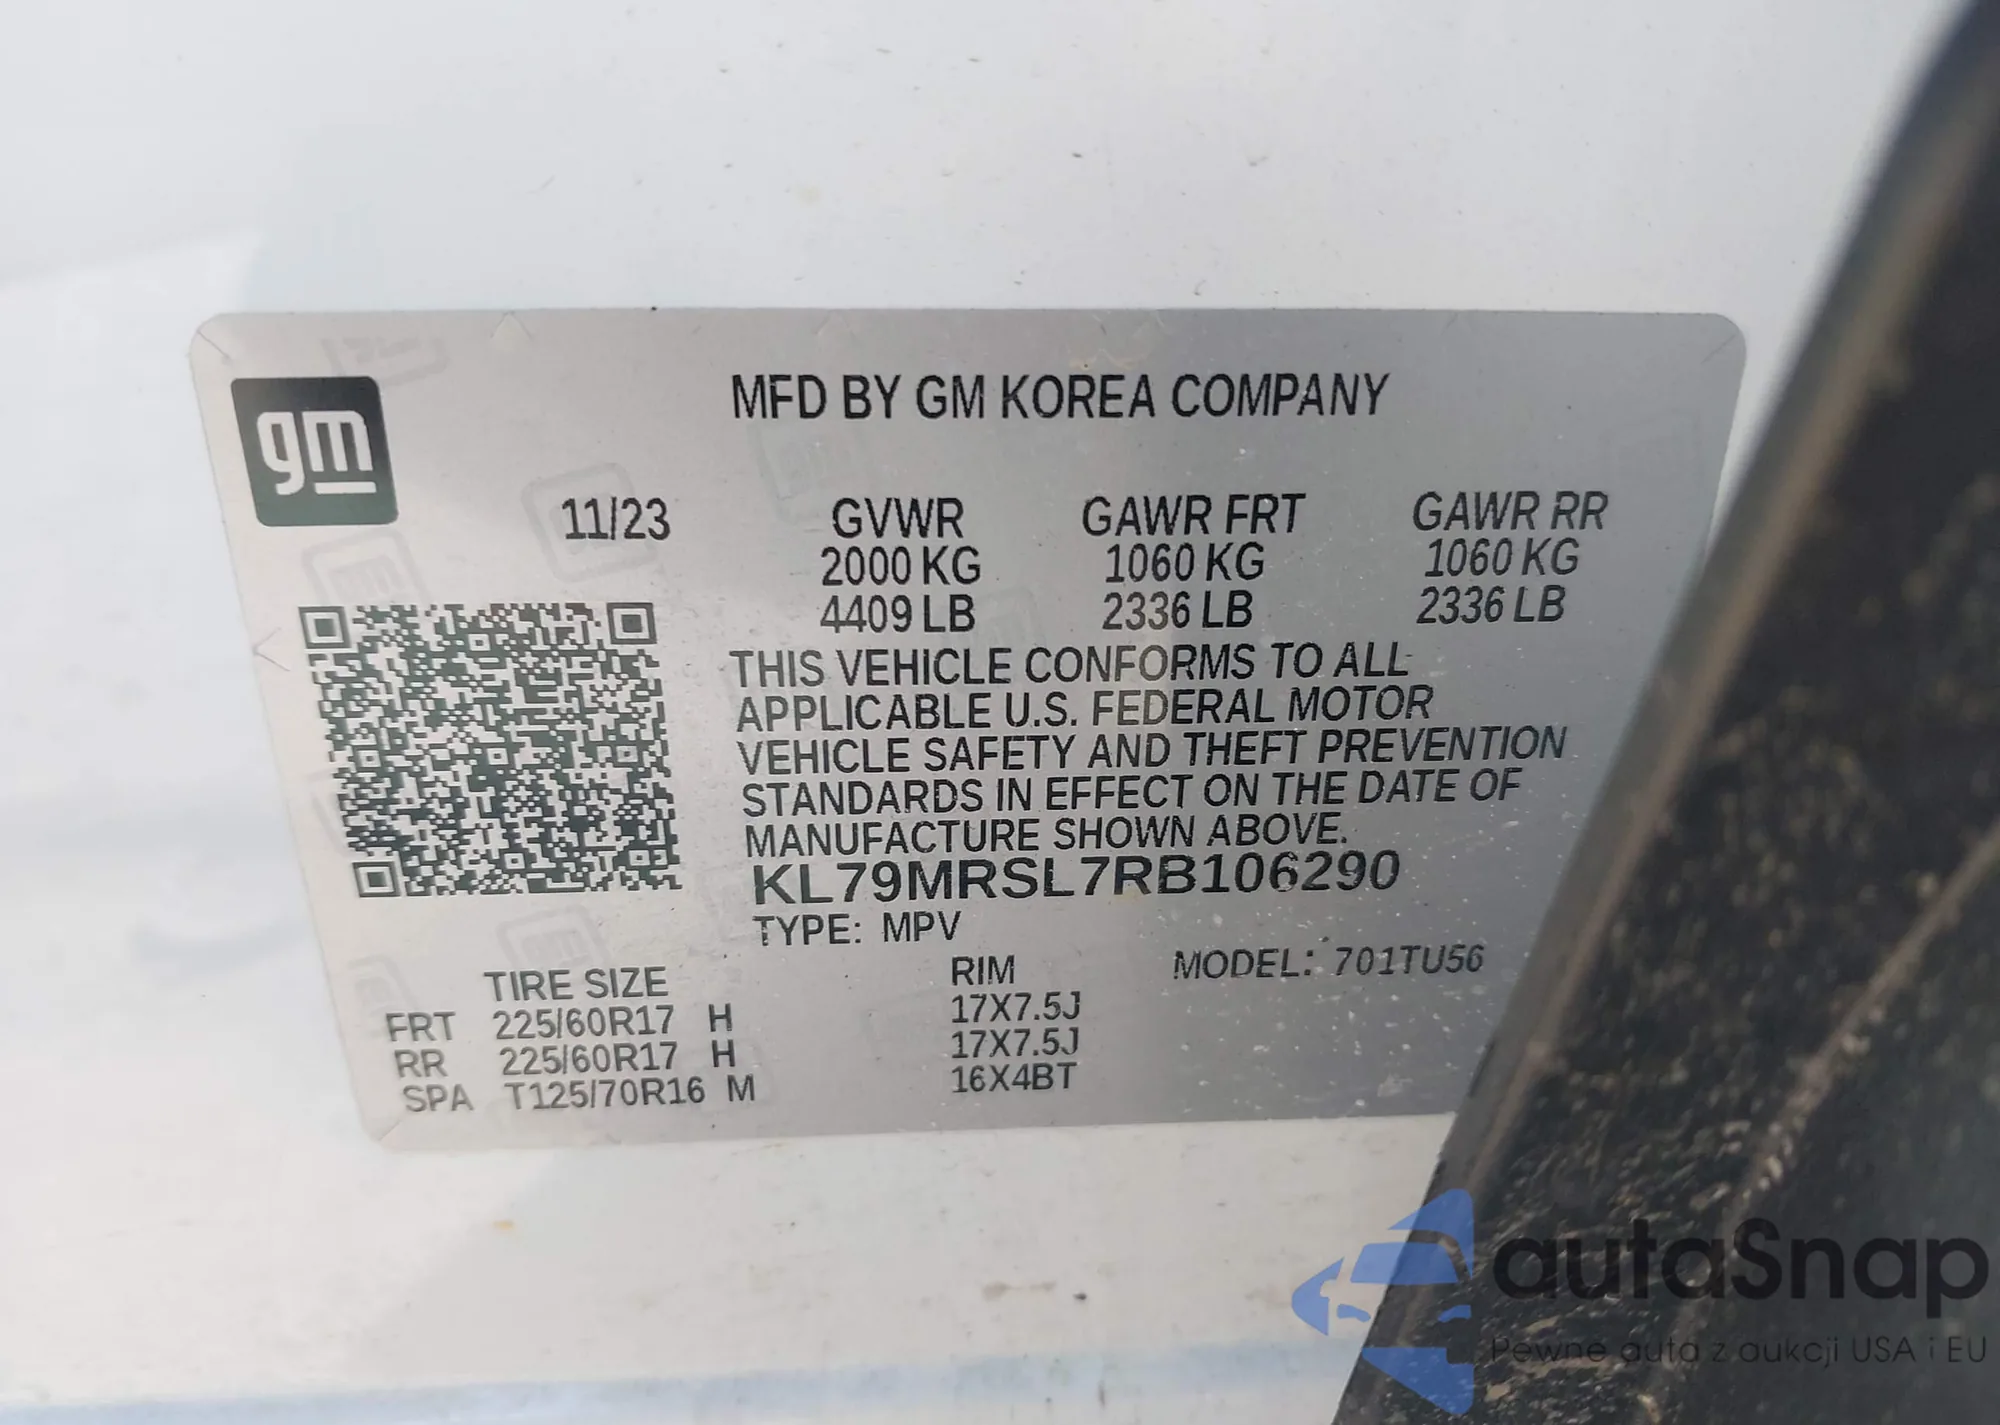 gm
MFD BY GM KOREA COMPANY
11/23 GVWR GAWR FRT GAWR RR
2000 KG 1060 KG 1060 KG
4409 LB 2336 LB 2336 LB
THIS VEHICLE CONFORMS TO ALL
APPLICABLE U.S. FEDERAL MOTOR
VEHICLE SAFETY AND THEFT PREVENTION
STANDARDS IN EFFECT ON THE DATE OF
MANUFACTURE SHOWN ABOVE.
KL79MRSL7RB106290
TYPE: MPV
MODEL: 701TU56
TIRE SIZE RIM
FRT 225/60R17 H 17X7.5J
RR 225/60R17 H 17X7.5J
SPA T125/70R16 M 16X4BT
autaSnap
Pewne auta z aukcji USA i EU